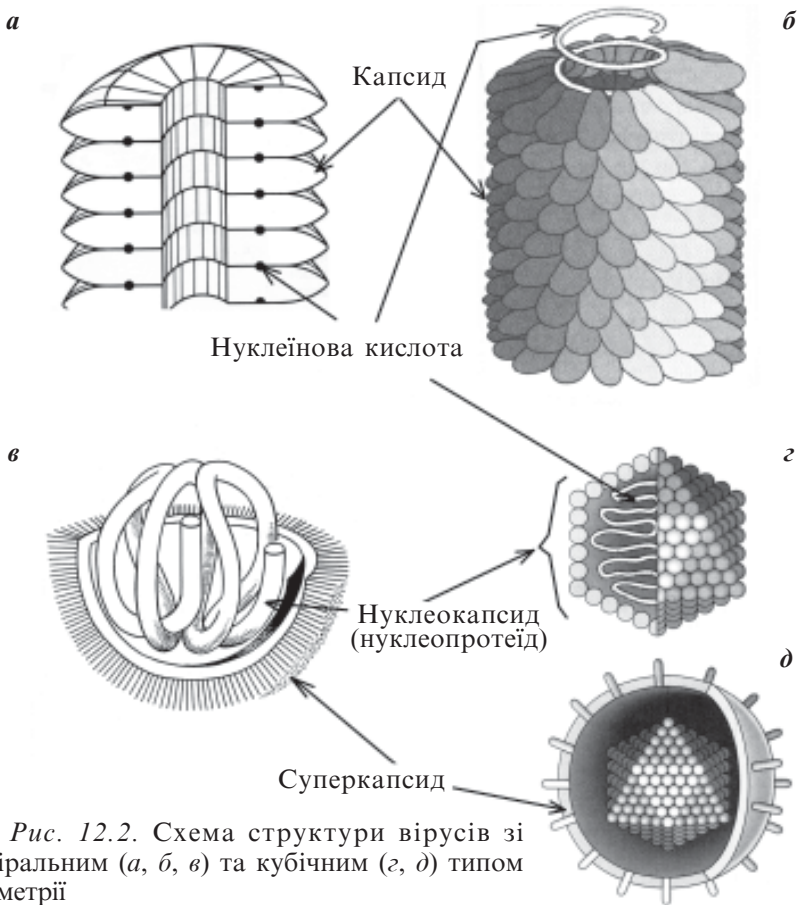 а
б
Капсид
Нуклеїнова кислота
в
г
Нуклеокапсид
(нуклеопротеїд)
д
Суперкапсид
Рис. 12.2. Схема структури вірусів зі
іральним (а, б, в) та кубічним (г, д) типом
метрії